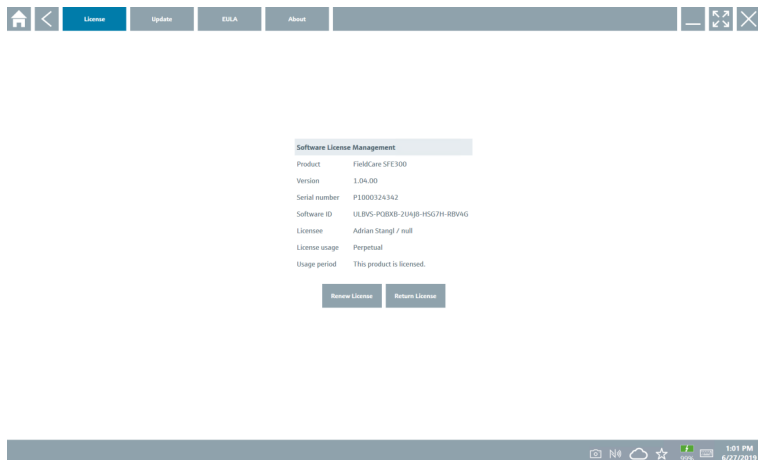 License Update EULA About
Software License Management
Product FieldCare SFE300
Version 1.04.00
Serial number P1000324342
Software ID ULBVS-PQBXB-2U4J8-HSG7H-RBV4G
Licensee Adrian Stangl / null
License usage Perpetual
Usage period This product is licensed.
Renew License Return License
1:01 PM
99% 6/27/2019